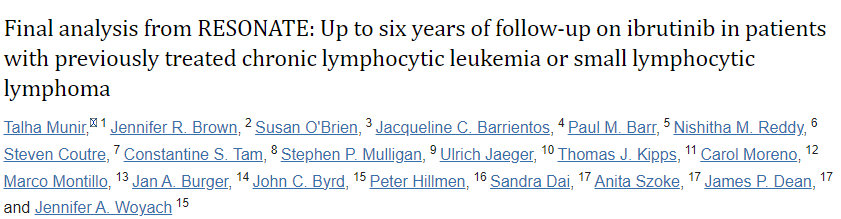 Final analysis from RESONATE: Up to six years of follow-up on ibrutinib in patients
with previously treated chronic lymphocytic leukemia or small lymphocytic
lymphoma
Talha Munir, 1 Jennifer R. Brown, 2 Susan O'Brien, 3 Jacqueline C. Barrientos, 4 Paul M. Barr, 5 Nishitha M. Reddy, 6
Steven Coutre, 7 Constantine S. Tam, 8 Stephen P. Mulligan, 9 Ulrich Jaeger, 10 Thomas J. Kipps, 11 Carol Moreno, 12
Marco Montillo, 13 Jan A. Burger, 14 John C. Byrd, 15 Peter Hillmen, 16 Sandra Dai, 17 Anita Szoke, 17 James P. Dean, 17
and Jennifer A. Woyach 15